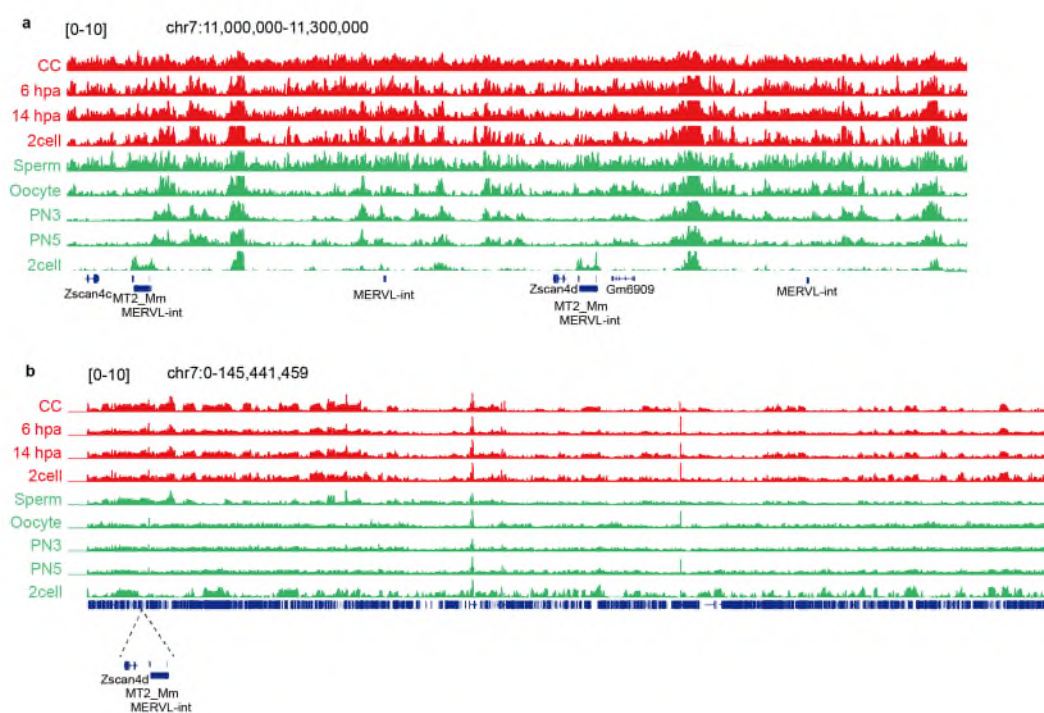 a
[0-10] chr7:11,000,000-11,300,000
CC
6 hpa
14 hpa
2cell
Sperm
Oocyte
PN3
PN5
2cell
Zscan4c MT2_Mm MERVL-int Zscan4d MT2_Mm Gm6909 MERVL-int
MERVL-int MERVL-int
b
[0-10] chr7:0-145,441,459
CC
6 hpa
14 hpa
2cell
Sperm
Oocyte
PN3
PN5
2cell
Zscan4d
MT2_Mm
MERVL-int